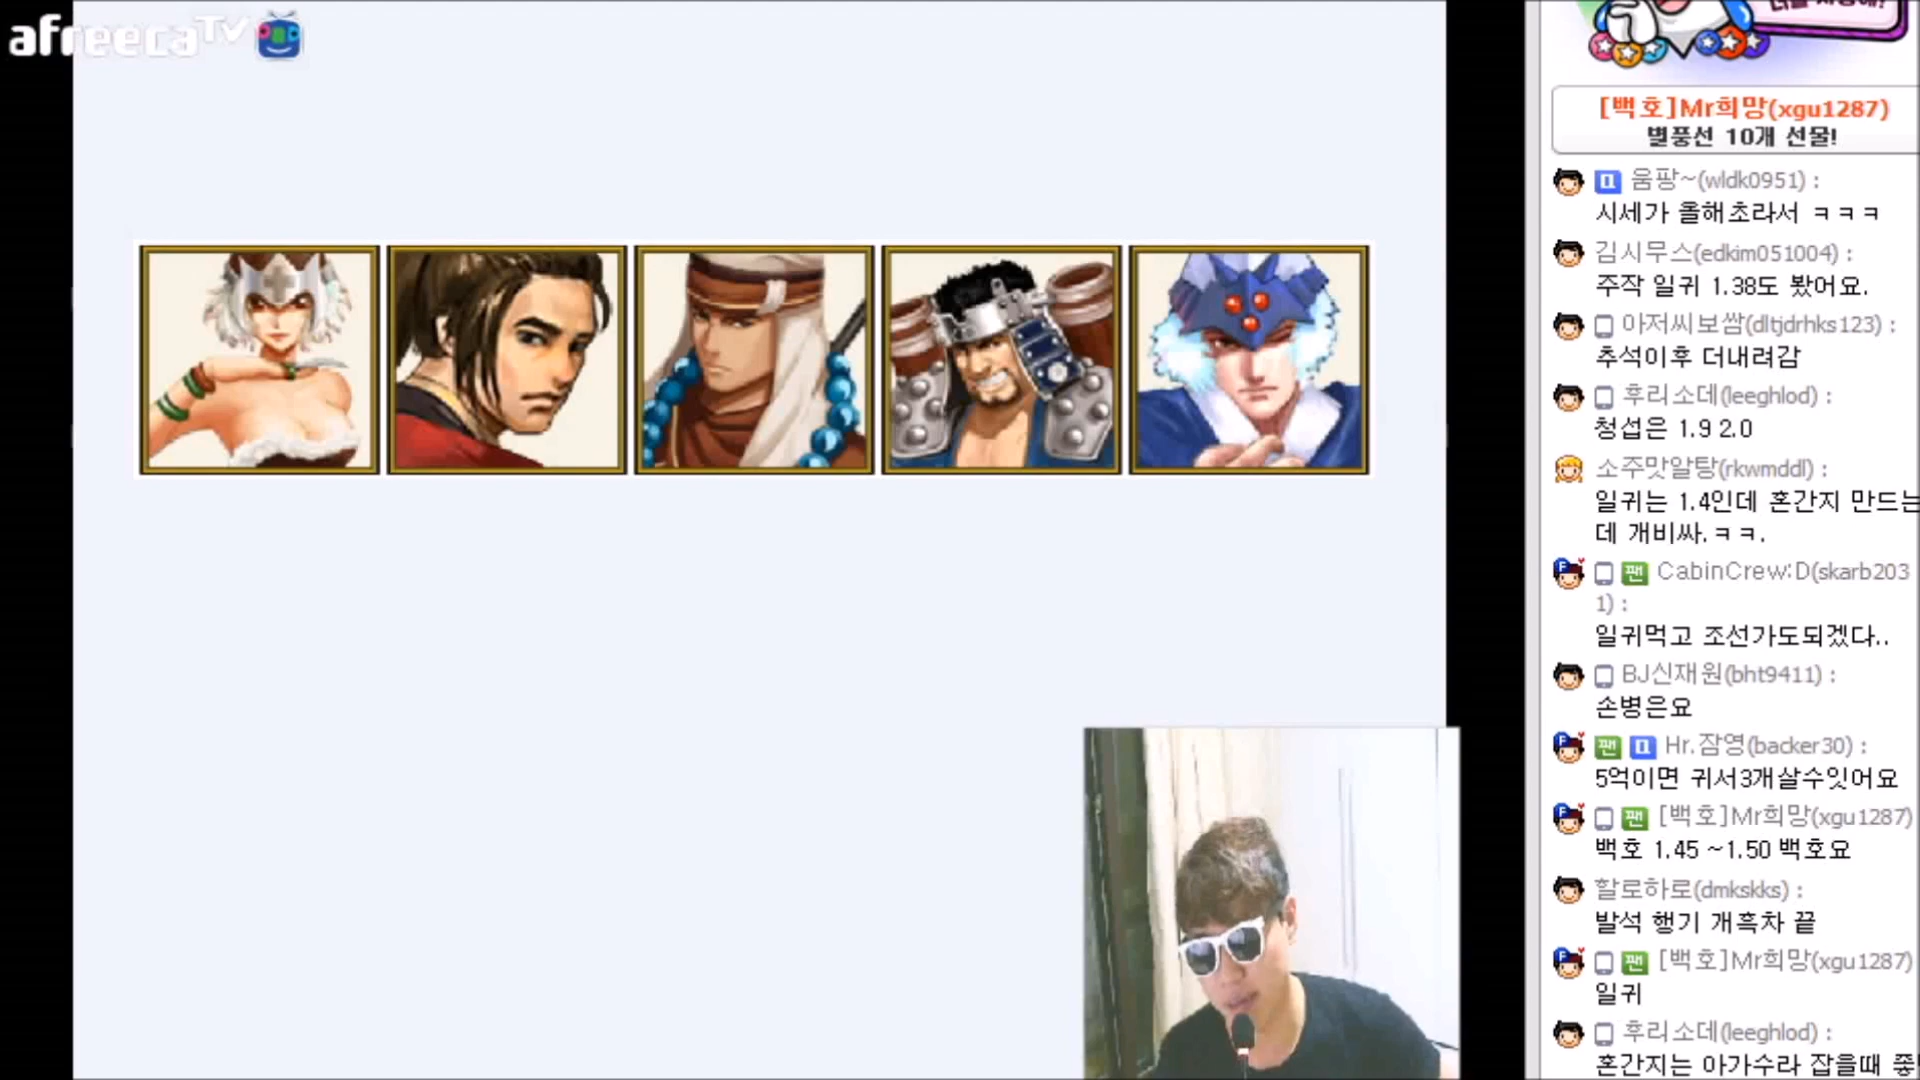 afreecaTV
[백호]Mr희망(xgu1287)
별풍선 10개 선물!
움팡~(wldk0951) :
시세가 올해초라서 ㅋㅋㅋ
김시무스(edkim051004) :
주작 일귀 1.38도 봤어요.
아저씨보쌈(dltjdrhks123) :
추석이후 더내려감
후리소데(leeghlod) :
청섭은 1.9 2.0
소주맛알탕(rkwmddl) :
일귀는 1.4인데 혼간지 만드는
데 개비싸.ㅋㅋ.
팬 CabinCrew:D(skarb203
1) :
일귀먹고 조선가도되겠다..
BJ신재원(bht9411) :
손병은요
팬 Hr.잠영(backer30) :
5억이면 귀서3개살수잇어요
팬 [백호]Mr희망(xgu1287)
백호 1.45 ~1.50 백호요
할로하로(dmkskks) :
발석 행기 개흑차 끝
팬 [백호]Mr희망(xgu1287)
일귀
후리소데(leeghlod) :
혼간지는 아가수라 잡을때 좋